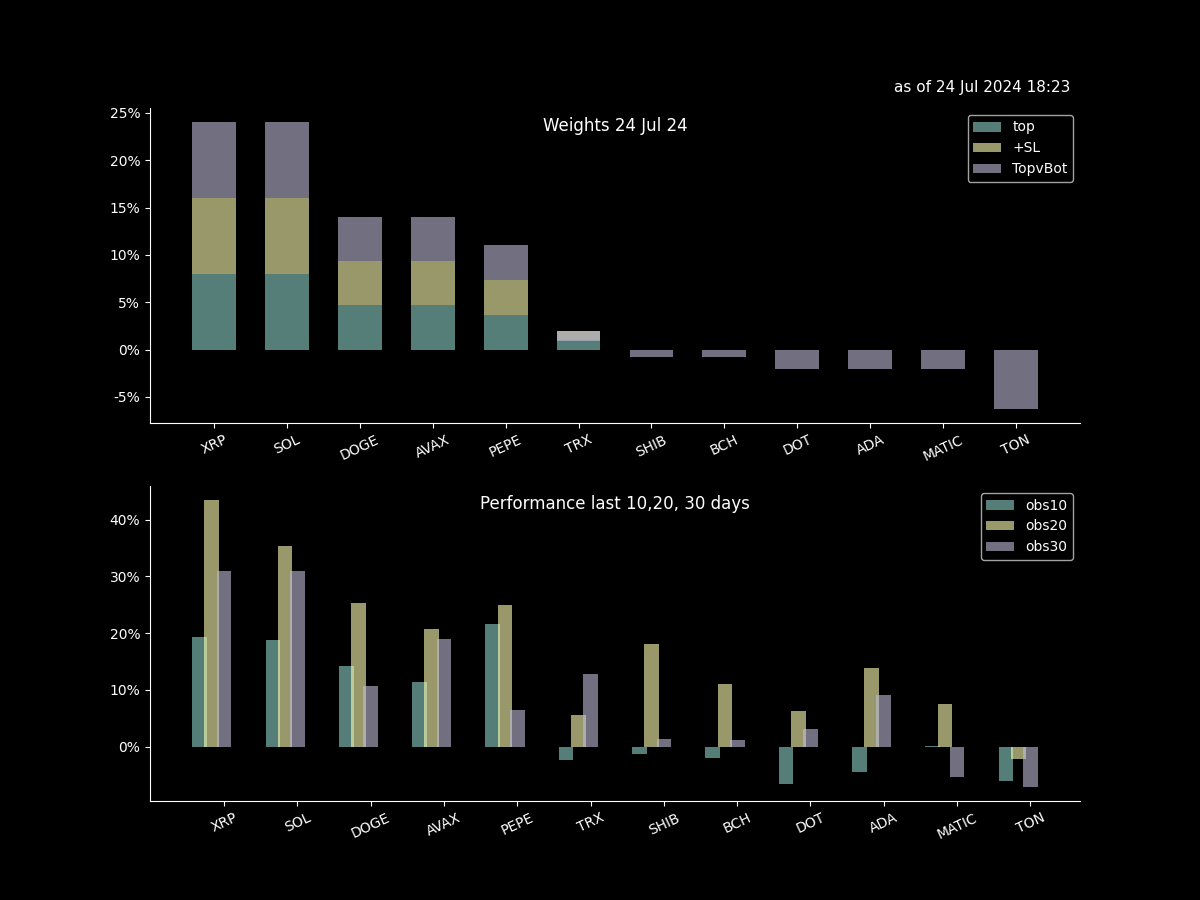 as of 24 Jul 2024 18:23
Weights 24 Jul 24
top
+SL
TopvBot
25%
20%
15%
10%
5%
0%
-5%
XRP SOL DOGE AVAX PEPE TRX SHIB BCH DOT ADA MATIC TON
Performance last 10,20, 30 days
obs10
obs20
obs30
40%
30%
20%
10%
0%
XRP SOL DOGE AVAX PEPE TRX SHIB BCH DOT ADA MATIC TON